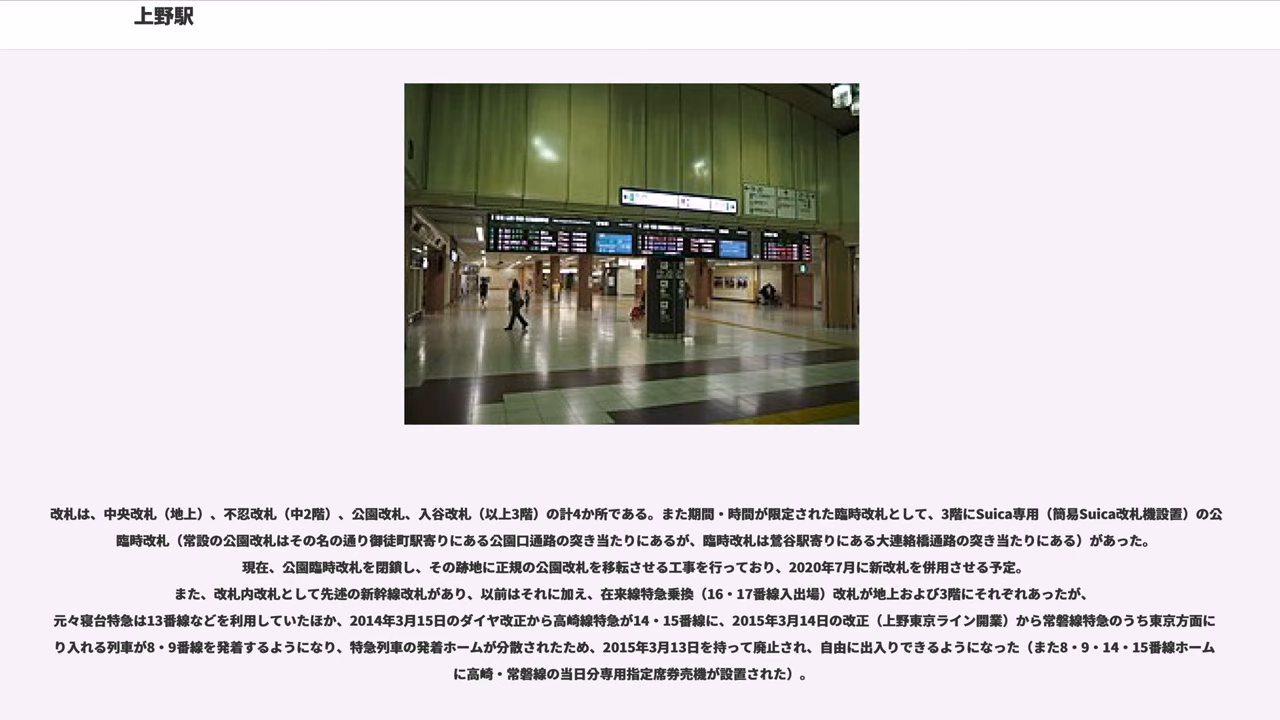 上野駅
改札は、中央改札（地上）、不忍改札（中2階）、公園改札、入谷改札（以上3階）の計4か所である。また期間・時間が限定された臨時改札として、3階にSuica専用（簡易Suica改札機設置）の公
臨時改札（常設の公園改札はその名の通り御徒町駅寄りにある公園口通路の突き当たりにあるが、臨時改札は鶯谷駅寄りにある大連絡橋通路の突き当たりにある）があった。
現在、公園臨時改札を閉鎖し、その跡地に正規の公園改札を移転させる工事を行っており、2020年7月に新改札を併用させる予定。
また、改札内改札として先述の新幹線改札があり、以前はそれに加え、在来線特急乗換（16・17番線入出場）改札が地上および3階にそれぞれあったが、
元々寝台特急は13番線などを利用していたほか、2014年3月15日のダイヤ改正から高崎線特急が14・15番線に、2015年3月14日の改正（上野東京ライン開業）から常磐線特急のうち東京方面に
り入れる列車が8・9番線を発着するようになり、特急列車の発着ホームが分散されたため、2015年3月13日を持って廃止され、自由に出入りできるようになった（また8・9・14・15番線ホーム
に高崎・常磐線の当日分専用指定席券売機が設置された）。